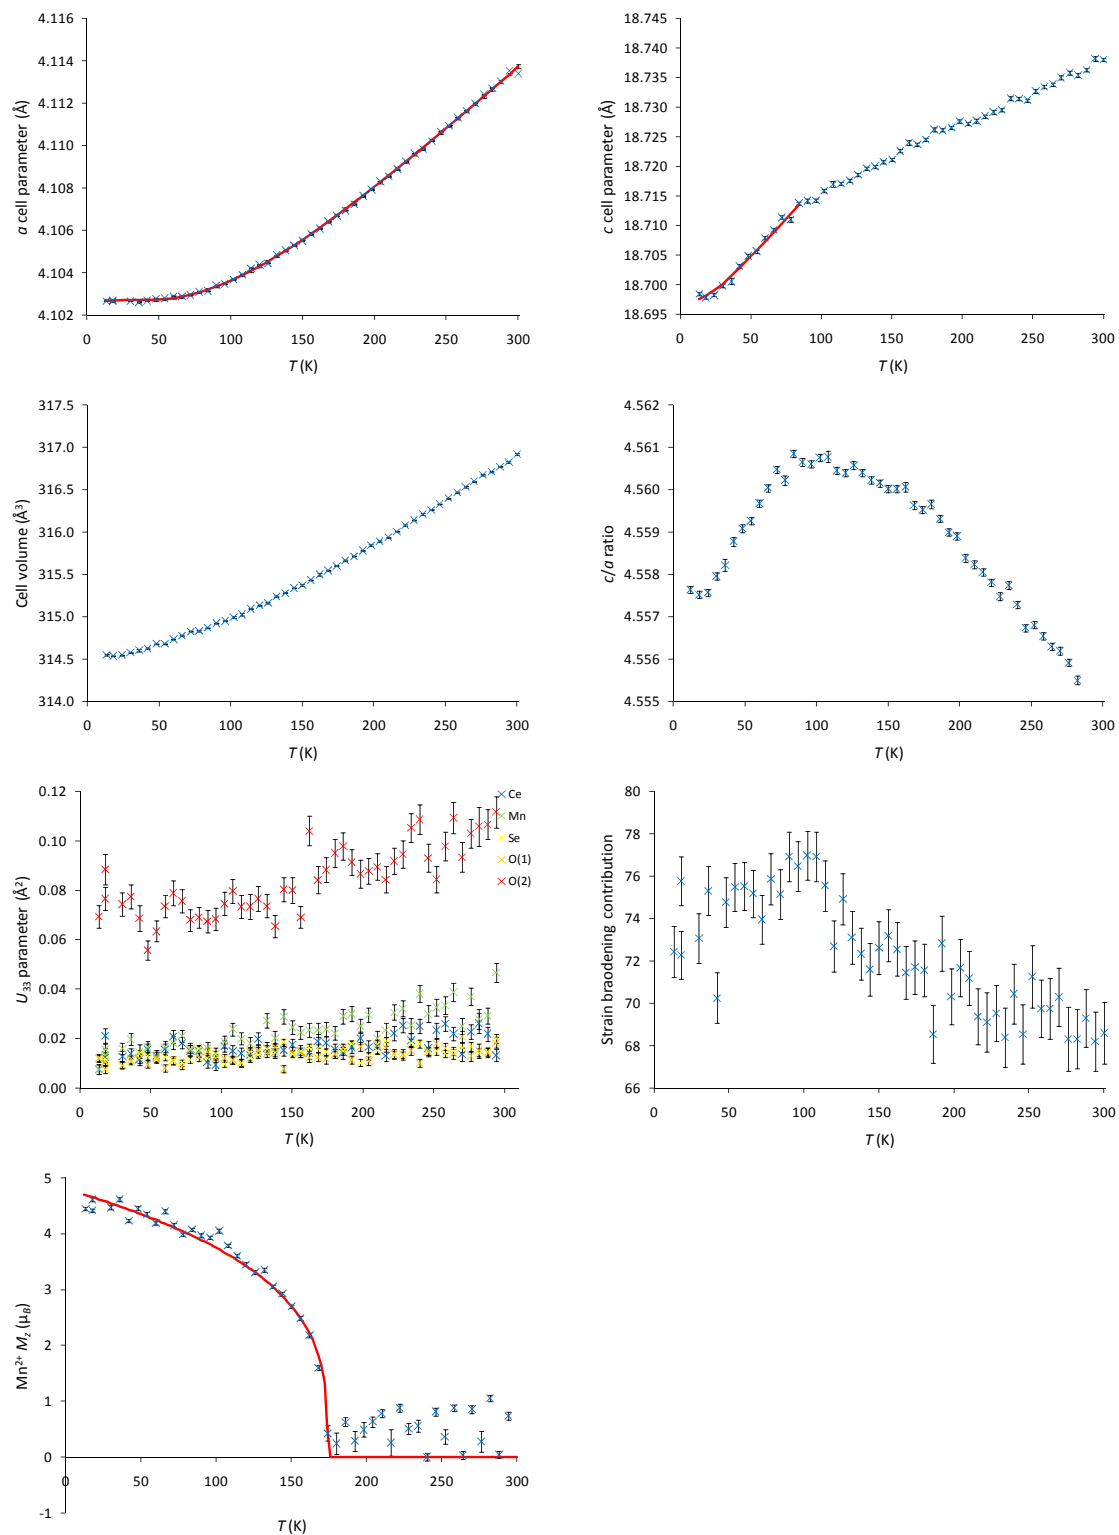 4.116
4.114
4.112
4.110
4.108
4.106
4.104
4.102
a cell parameter (Å)
0 50 100 150 200 250 300
T (K)
18.745
18.740
18.735
18.730
18.725
18.720
18.715
18.710
18.705
18.700
18.695
c cell parameter (Å)
0 50 100 150 200 250 300
T (K)
317.5
317.0
316.5
316.0
315.5
315.0
314.5
314.0
Cell volume (Å³)
0 50 100 150 200 250 300
T (K)
4.562
4.561
4.560
4.559
4.558
4.557
4.556
4.555
c/a ratio
0 50 100 150 200 250 300
T (K)
0.12
0.10
0.08
0.06
0.04
0.02
0.00
U33 parameter (Å²)
Ce
Mn
Se
O(1)
O(2)
0 50 100 150 200 250 300
T (K)
80
78
76
74
72
70
68
66
Strain braodening contribution
0 50 100 150 200 250 300
T (K)
5
4
3
2
1
0
-1
Mn²⁺ Mz (μB)
0 50 100 150 200 250 300
T (K)